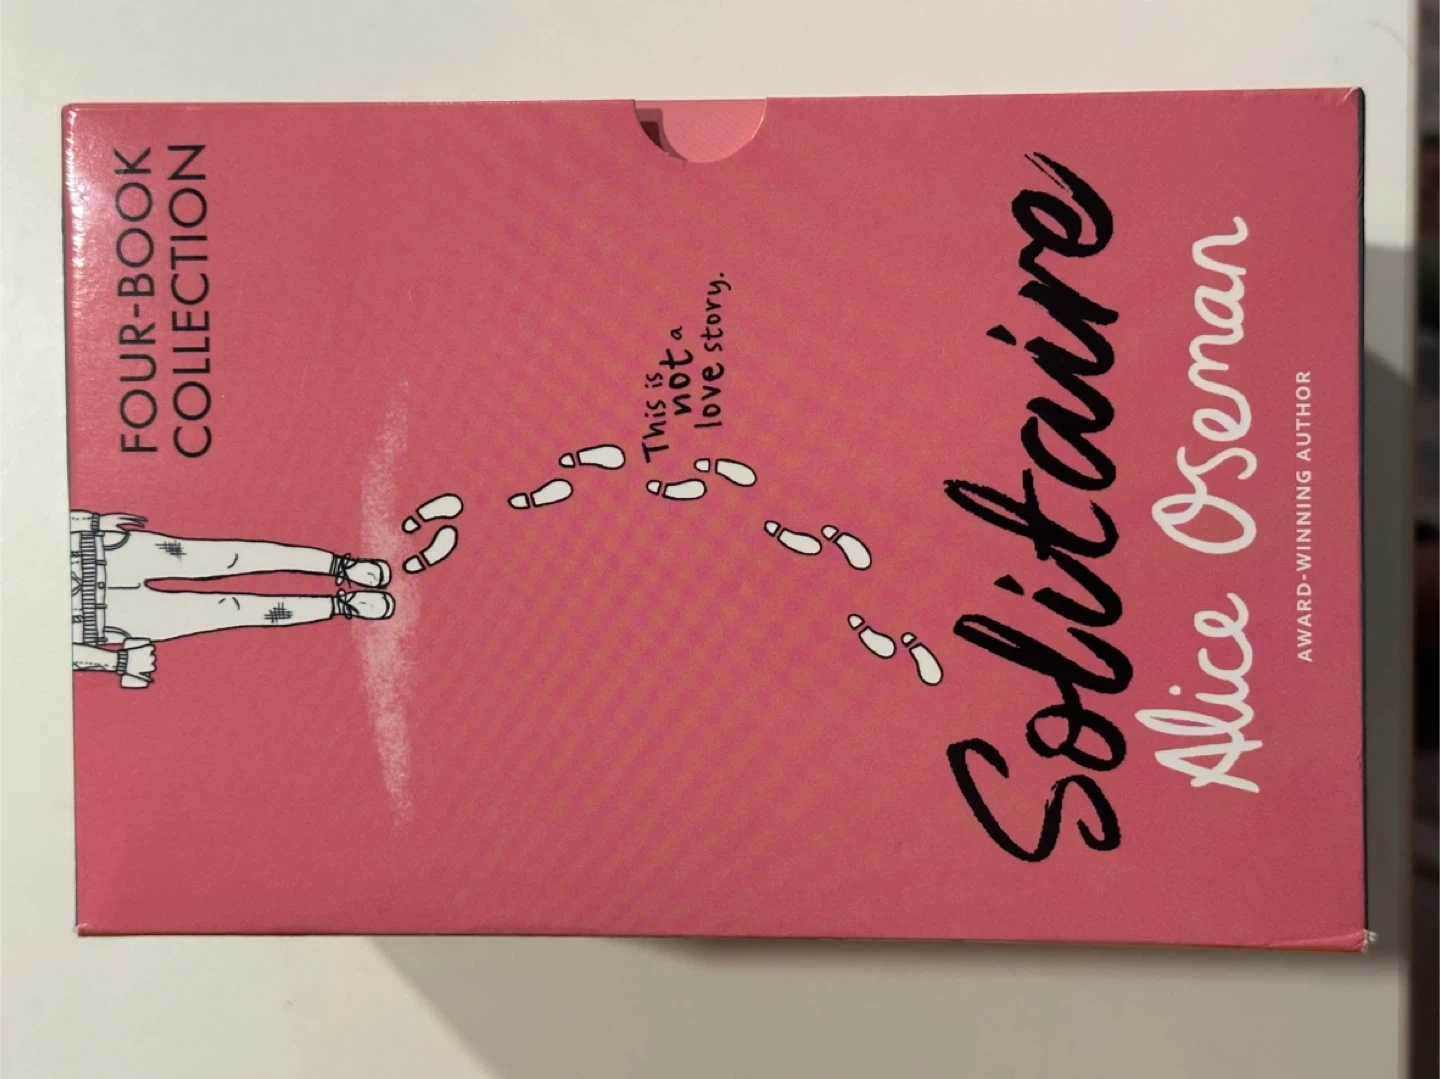 FOUR-BOOK
COLLECTION
This is
not a
love story.
Solitaire
Alice Oseman
AWARD-WINNING AUTHOR